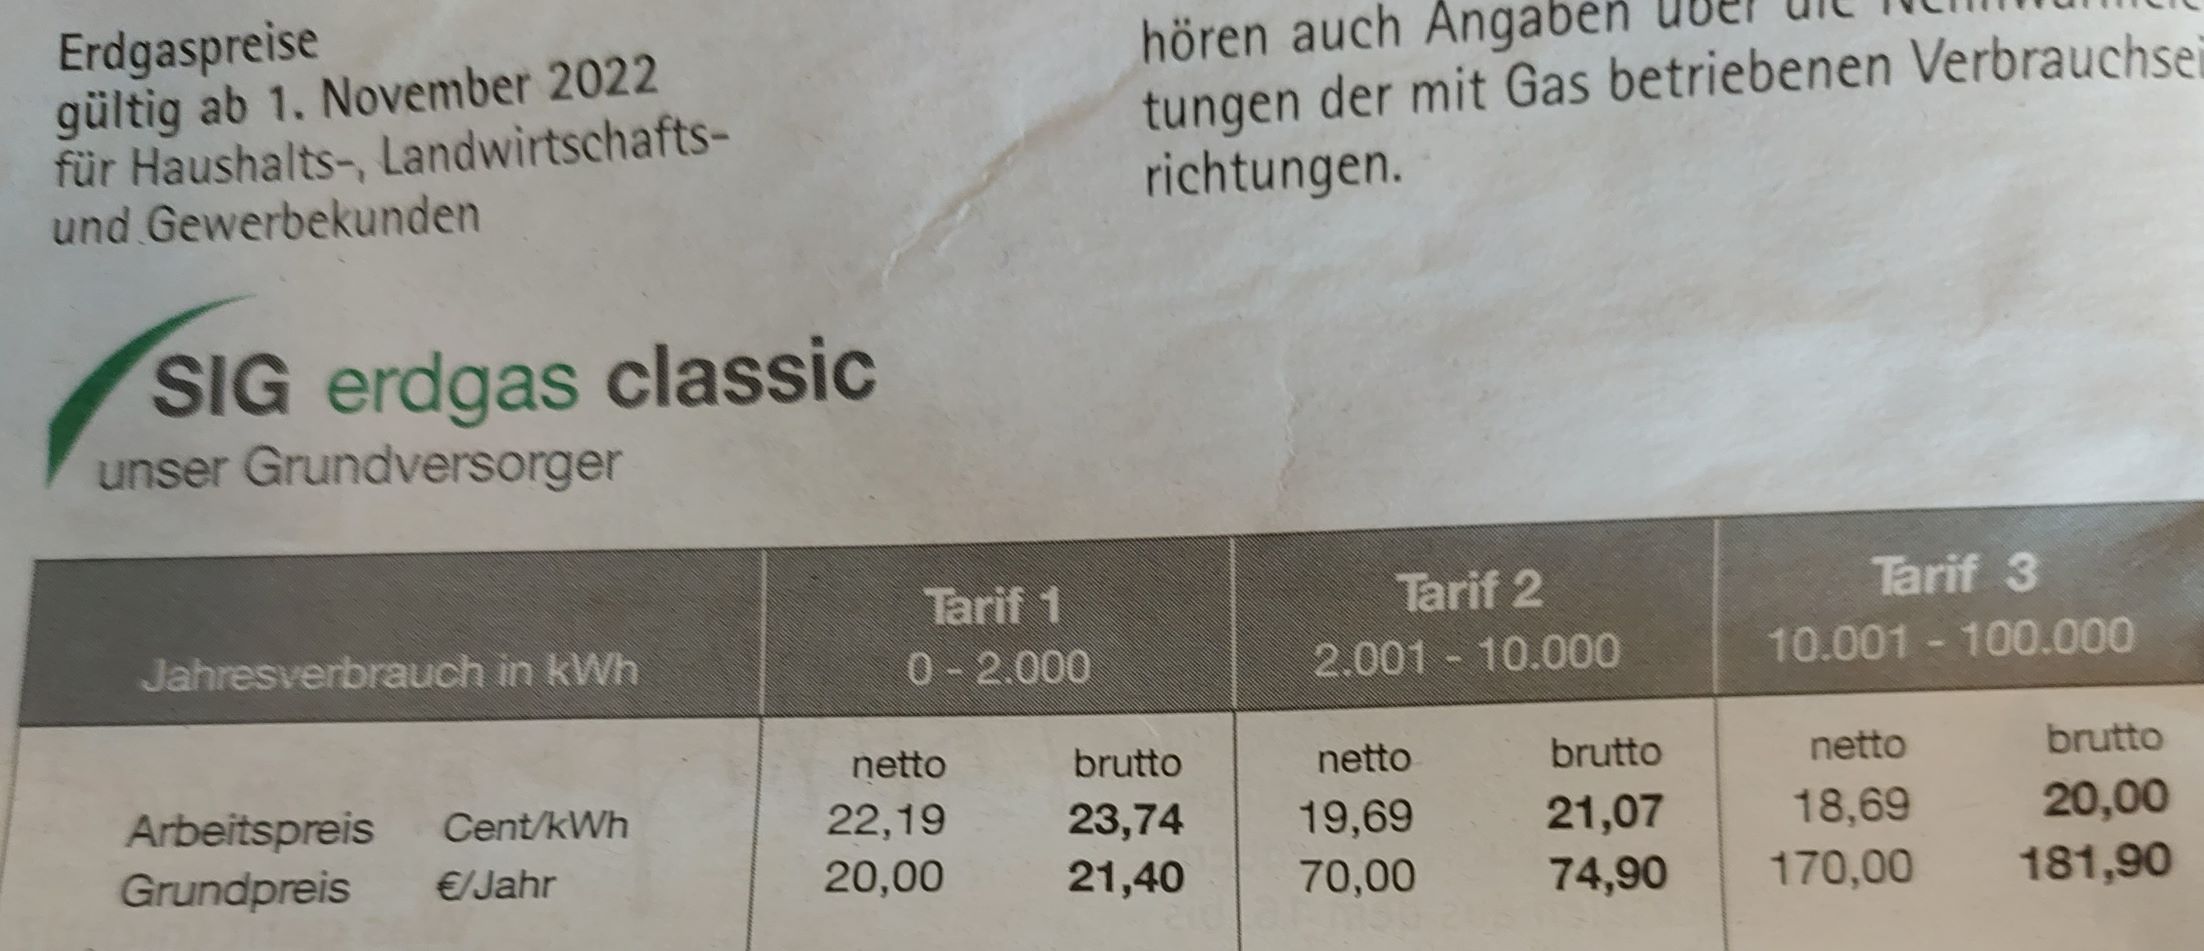 Erdgaspreise
gültig ab 1. November 2022
für Haushalts-, Landwirtschafts-
und Gewerbekunden
hören auch Angaben über die
tungen der mit Gas betriebenen
richtungen.
SIG erdgas classic
unser Grundversorger
Tarif 1 Tarif 2 Tarif 3
Jahresverbrauch in kWh 0 - 2.000 2.001 - 10.000 10.001 - 100.000
netto brutto netto brutto netto brutto
Arbeitspreis Cent/kWh 22,19 23,74 19,69 21,07 18,69 20,00
Grundpreis €/Jahr 20,00 21,40 70,00 74,90 170,00 181,90